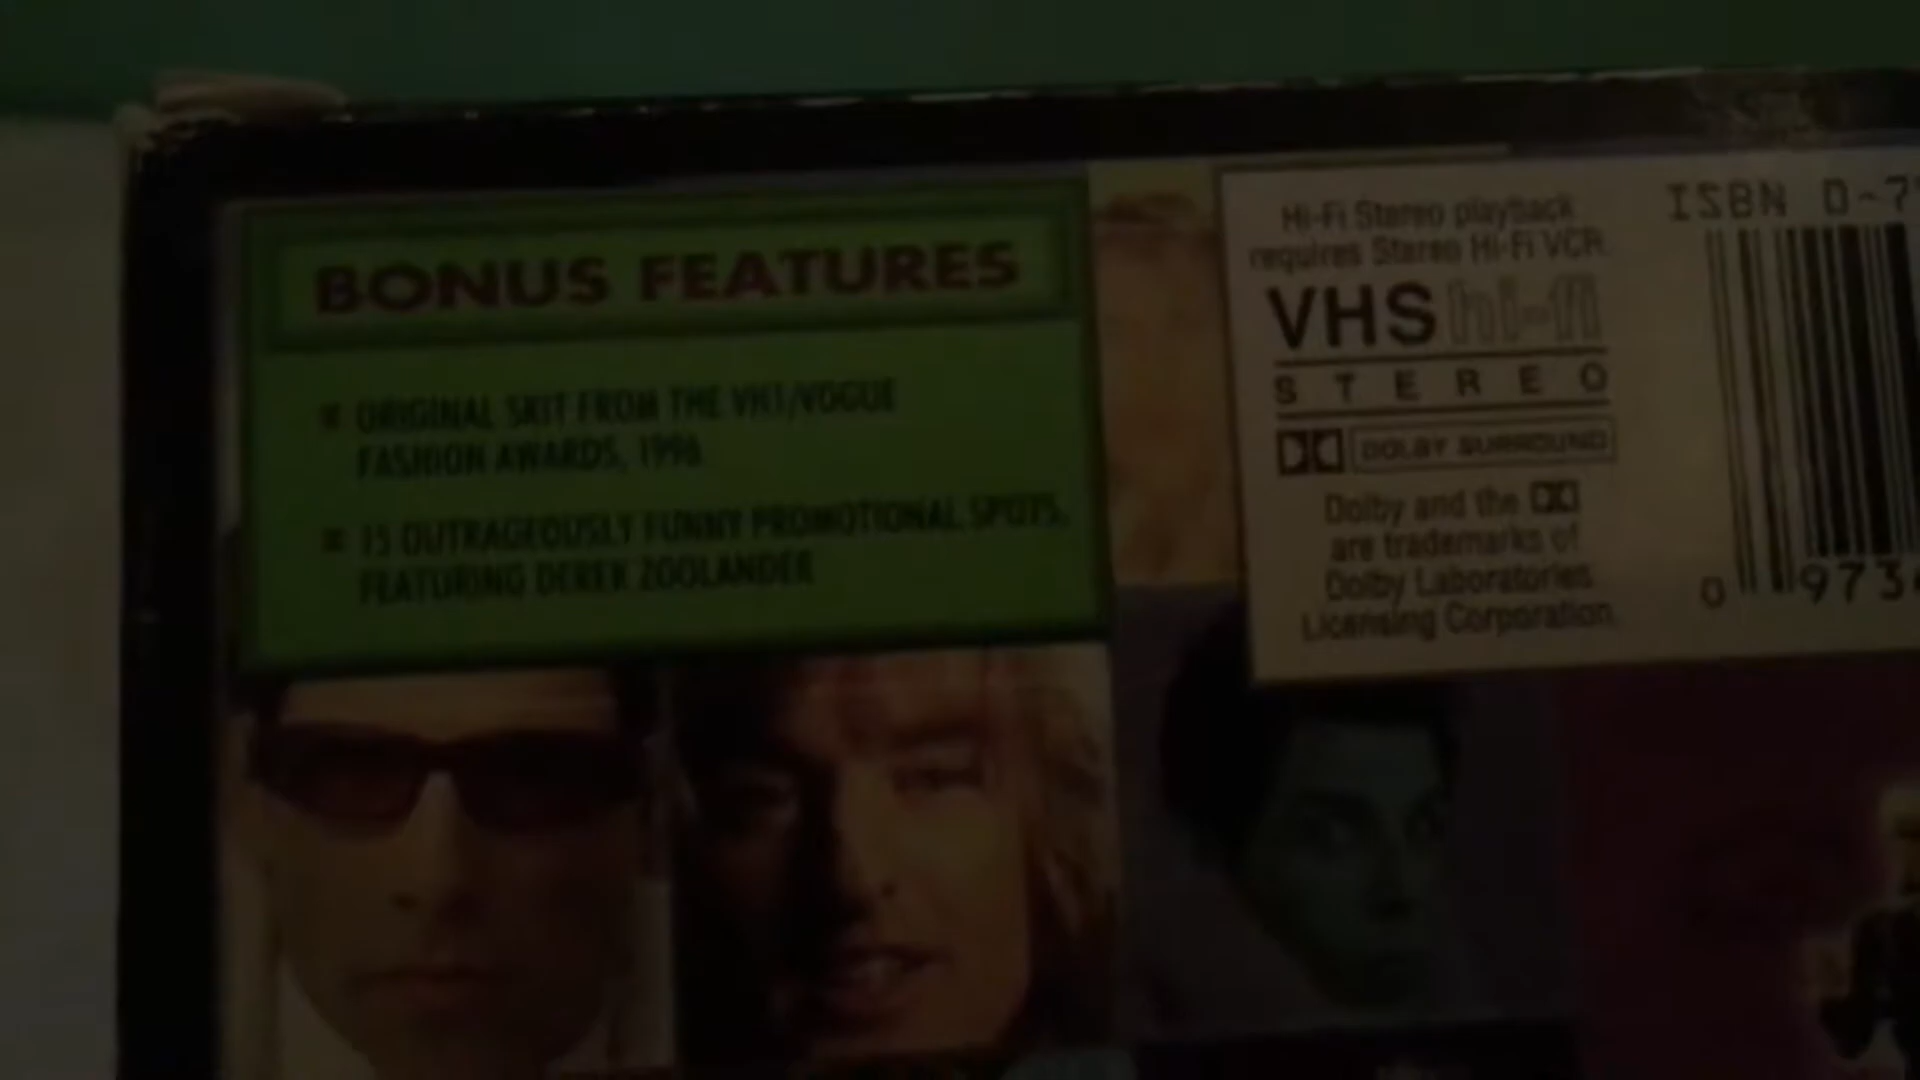 BONUS FEATURES
ORIGINAL SKIT FROM THE VH1/VOGUE
FASHION AWARDS, 1996
15 OUTRAGEOUSLY FUNNY PROMOTIONAL SPOTS,
FEATURING DEREK ZOOLANDER
Hi-Fi Stereo playback
requires Stereo Hi-Fi VCR
VHS hi-fi
STEREO
DOLBY SURROUND
Dolby and the
are trademarks of
Dolby Laboratories
Licensing Corporation
ISBN 0-7
0 973